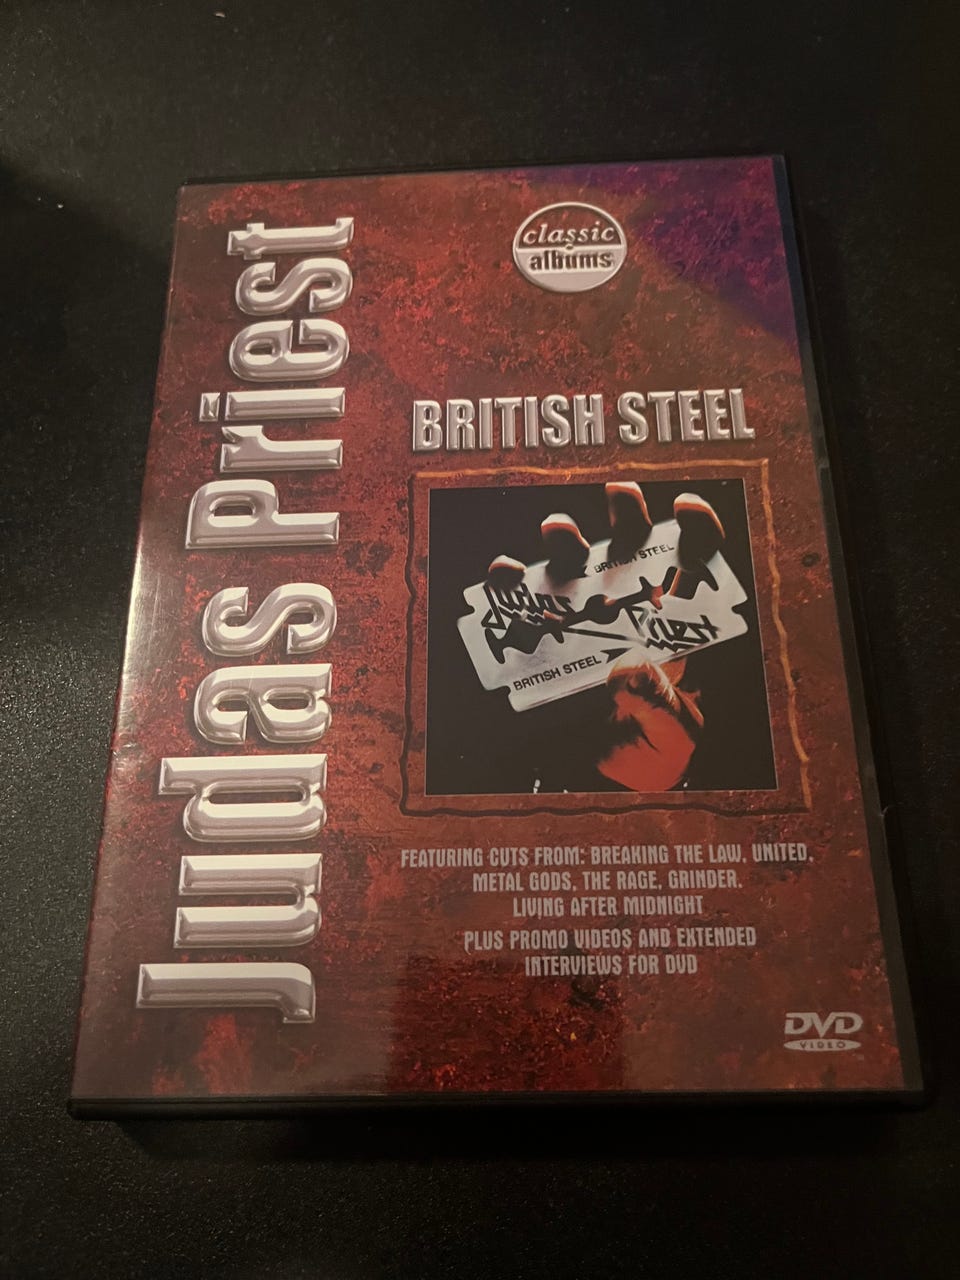 Judas Priest
classic
albums
BRITISH STEEL
BRITISH STEEL
Judas
Priest
BRITISH STEEL
FEATURING CUTS FROM: BREAKING THE LAW, UNITED,
METAL GODS, THE RAGE, GRINDER,
LIVING AFTER MIDNIGHT
PLUS PROMO VIDEOS AND EXTENDED
INTERVIEWS FOR DVD
DVD
VIDEO